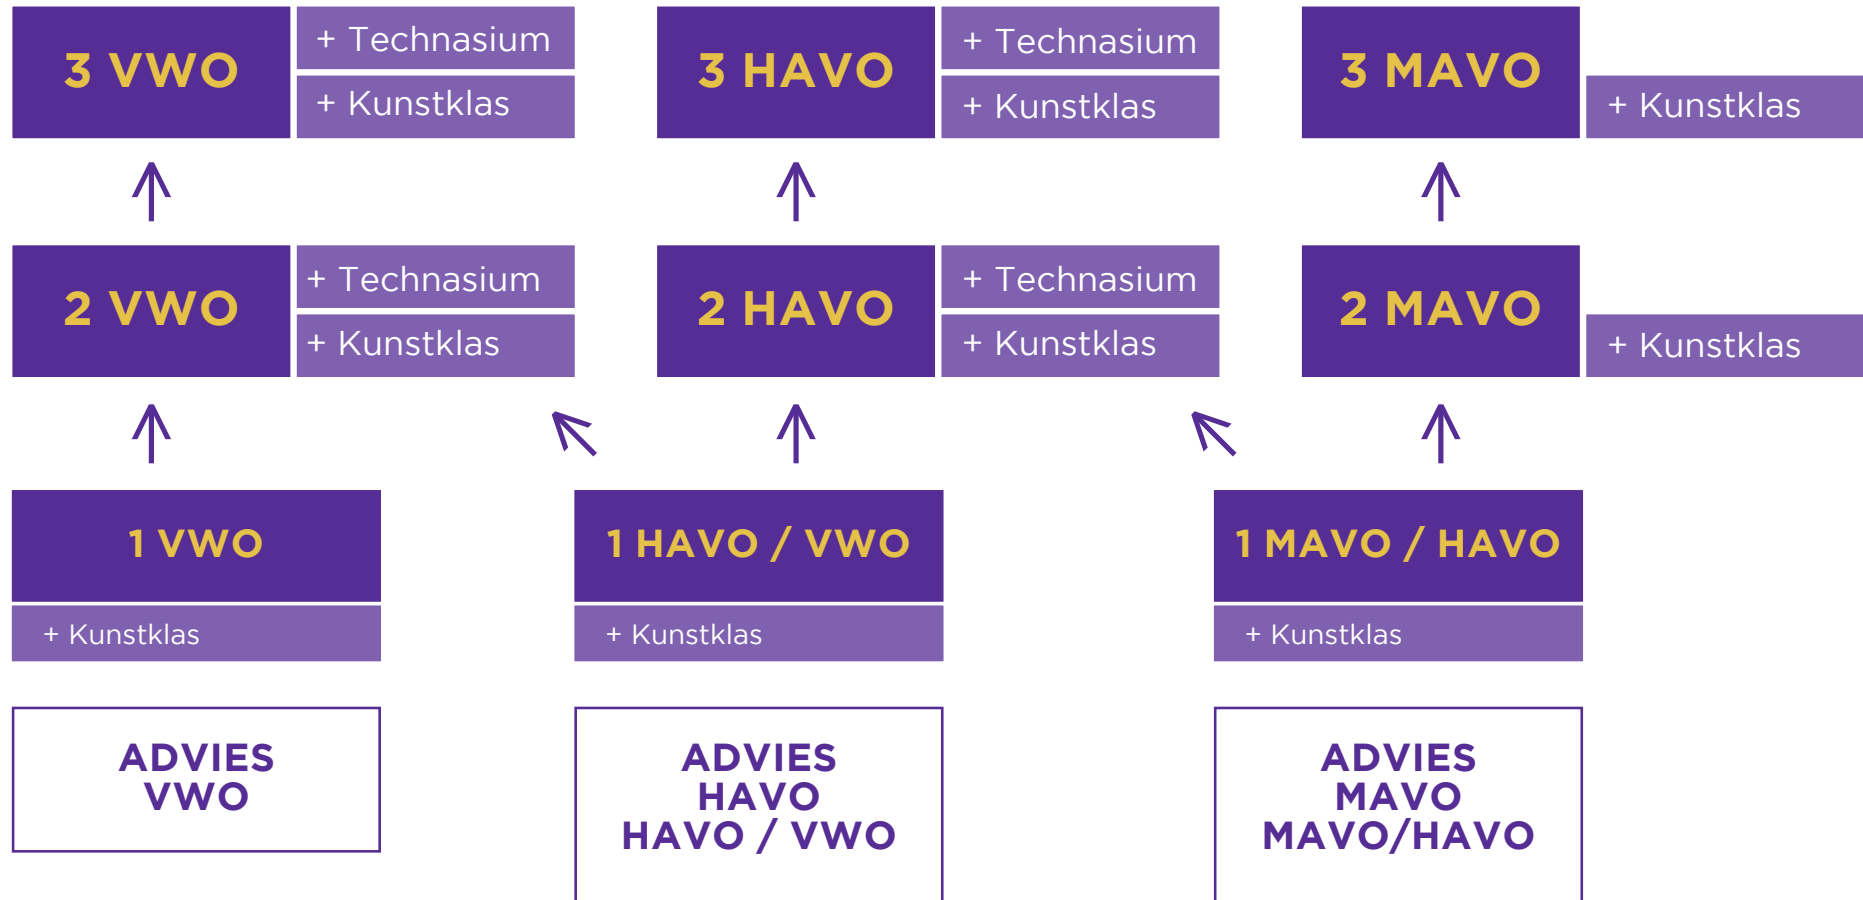 3 VWO
+ Technasium
+ Kunstklas
3 HAVO
+ Technasium
+ Kunstklas
3 MAVO
+ Kunstklas
2 VWO
+ Technasium
+ Kunstklas
2 HAVO
+ Technasium
+ Kunstklas
2 MAVO
+ Kunstklas
1 VWO
+ Kunstklas
1 HAVO / VWO
+ Kunstklas
1 MAVO / HAVO
+ Kunstklas
ADVIES
VWO
ADVIES
HAVO
HAVO / VWO
ADVIES
MAVO
MAVO/HAVO